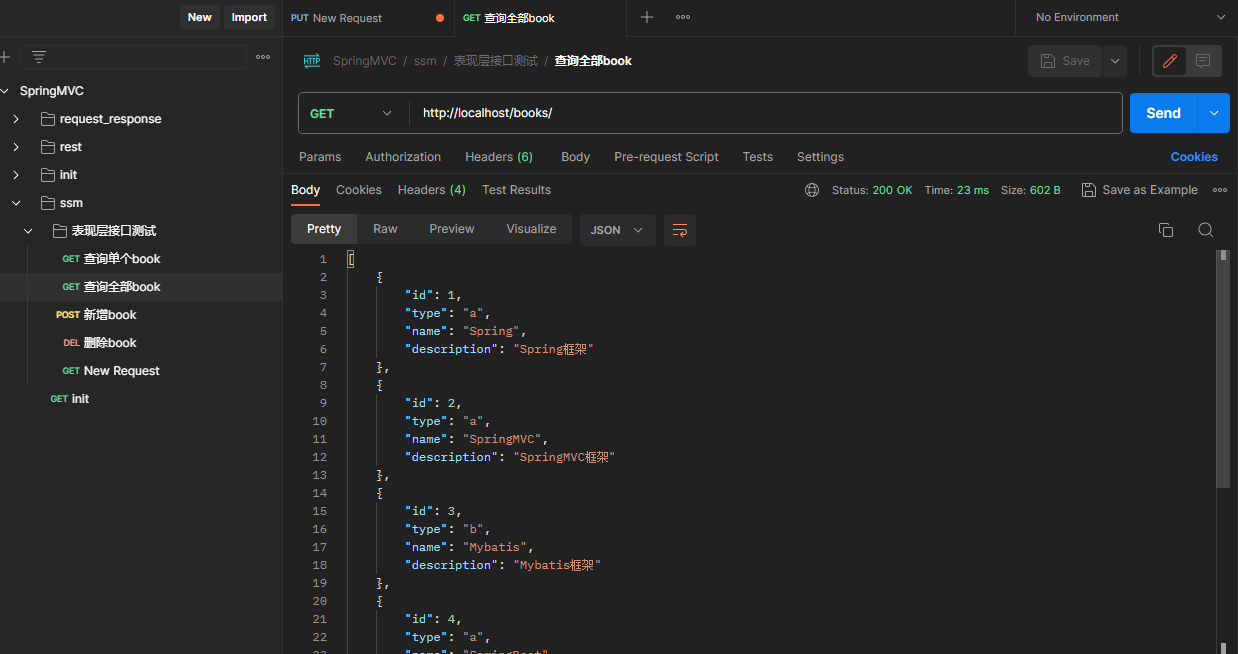 New Import PUT New Request GET 查询全部book No Environment
SpringMVC / ssm / 表现层接口测试 / 查询全部book Save
SpringMVC
request_response
rest
init
ssm
表现层接口测试
GET 查询单个book
GET 查询全部book
POST 新增book
DEL 删除book
GET New Request
GET init
GET http://localhost/books/ Send
Params Authorization Headers (6) Body Pre-request Script Tests Settings Cookies
Body Cookies Headers (4) Test Results Status: 200 OK Time: 23 ms Size: 602 B Save as Example
Pretty Raw Preview Visualize JSON
1 [
2 {
3 "id": 1,
4 "type": "a",
5 "name": "Spring",
6 "description": "Spring框架"
7 },
8 {
9 "id": 2,
10 "type": "a",
11 "name": "SpringMVC",
12 "description": "SpringMVC框架"
13 },
14 {
15 "id": 3,
16 "type": "b",
17 "name": "Mybatis",
18 "description": "Mybatis框架"
19 },
20 {
21 "id": 4,
22 "type": "a",